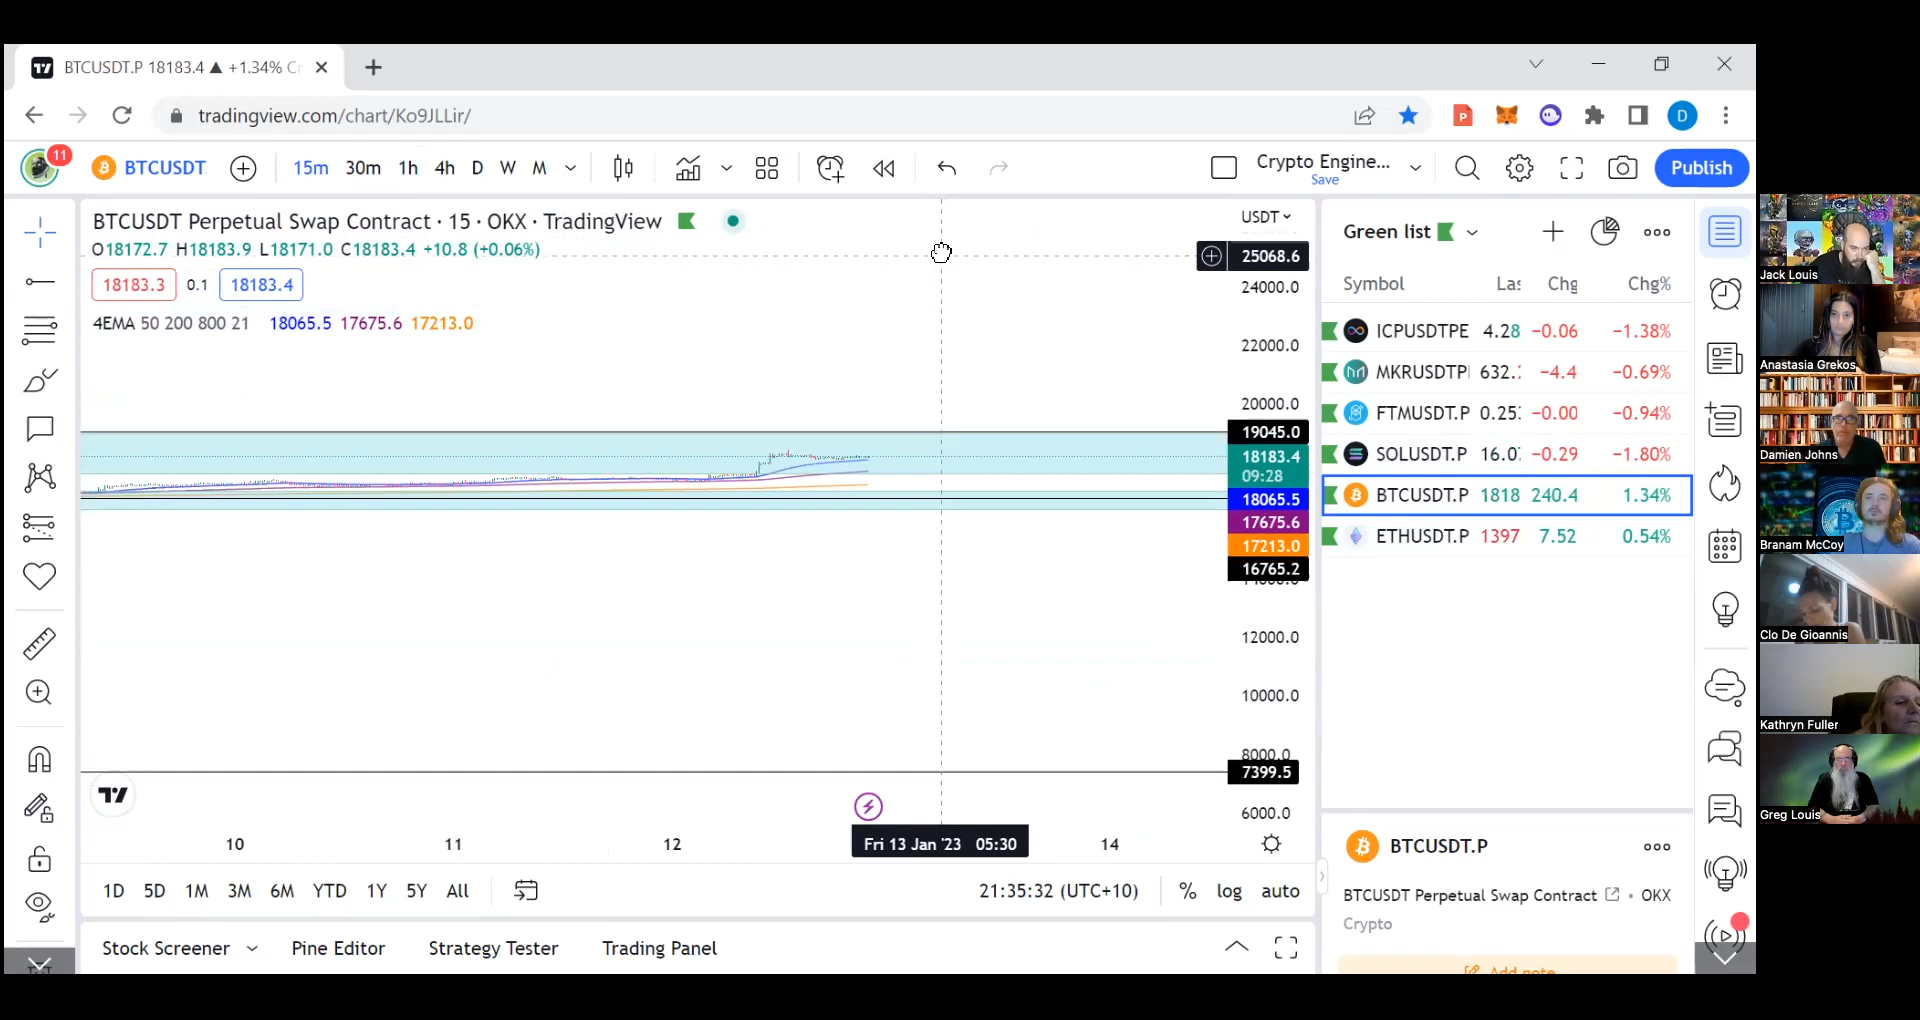 BTCUSDT.P 18183.4 ▲ +1.34% Cr
tradingview.com/chart/Ko9JLLir/
P
D
11
BTCUSDT
15m 30m 1h 4h D W M
Crypto Engine...
Save
Publish
BTCUSDT Perpetual Swap Contract · 15 · OKX · TradingView
O18172.7 H18183.9 L18171.0 C18183.4 +10.8 (+0.06%)
18183.3 0.1 18183.4
4EMA 50 200 800 21 18065.5 17675.6 17213.0
USDT
25068.6
24000.0
22000.0
20000.0
19045.0
18183.4
09:28
18065.5
17675.6
17213.0
16765.2
12000.0
10000.0
8000.0
7399.5
6000.0
10 11 12 Fri 13 Jan '23 05:30 14
1D 5D 1M 3M 6M YTD 1Y 5Y All
21:35:32 (UTC+10) % log auto
Stock Screener Pine Editor Strategy Tester Trading Panel
Green list
Symbol Las Chg Chg%
ICPUSDTPE 4.28 −0.06 −1.38%
MKRUSDTP 632. −4.4 −0.69%
FTMUSDT.P 0.25 −0.00 −0.94%
SOLUSDT.P 16.0 −0.29 −1.80%
BTCUSDT.P 1818 240.4 1.34%
ETHUSDT.P 1397 7.52 0.54%
BTCUSDT.P
BTCUSDT Perpetual Swap Contract • OKX
Crypto
Add note
Jack Louis
Anastasia Grekos
Damien Johns
Branam McCoy
Clo De Gioannis
Kathryn Fuller
Greg Louis